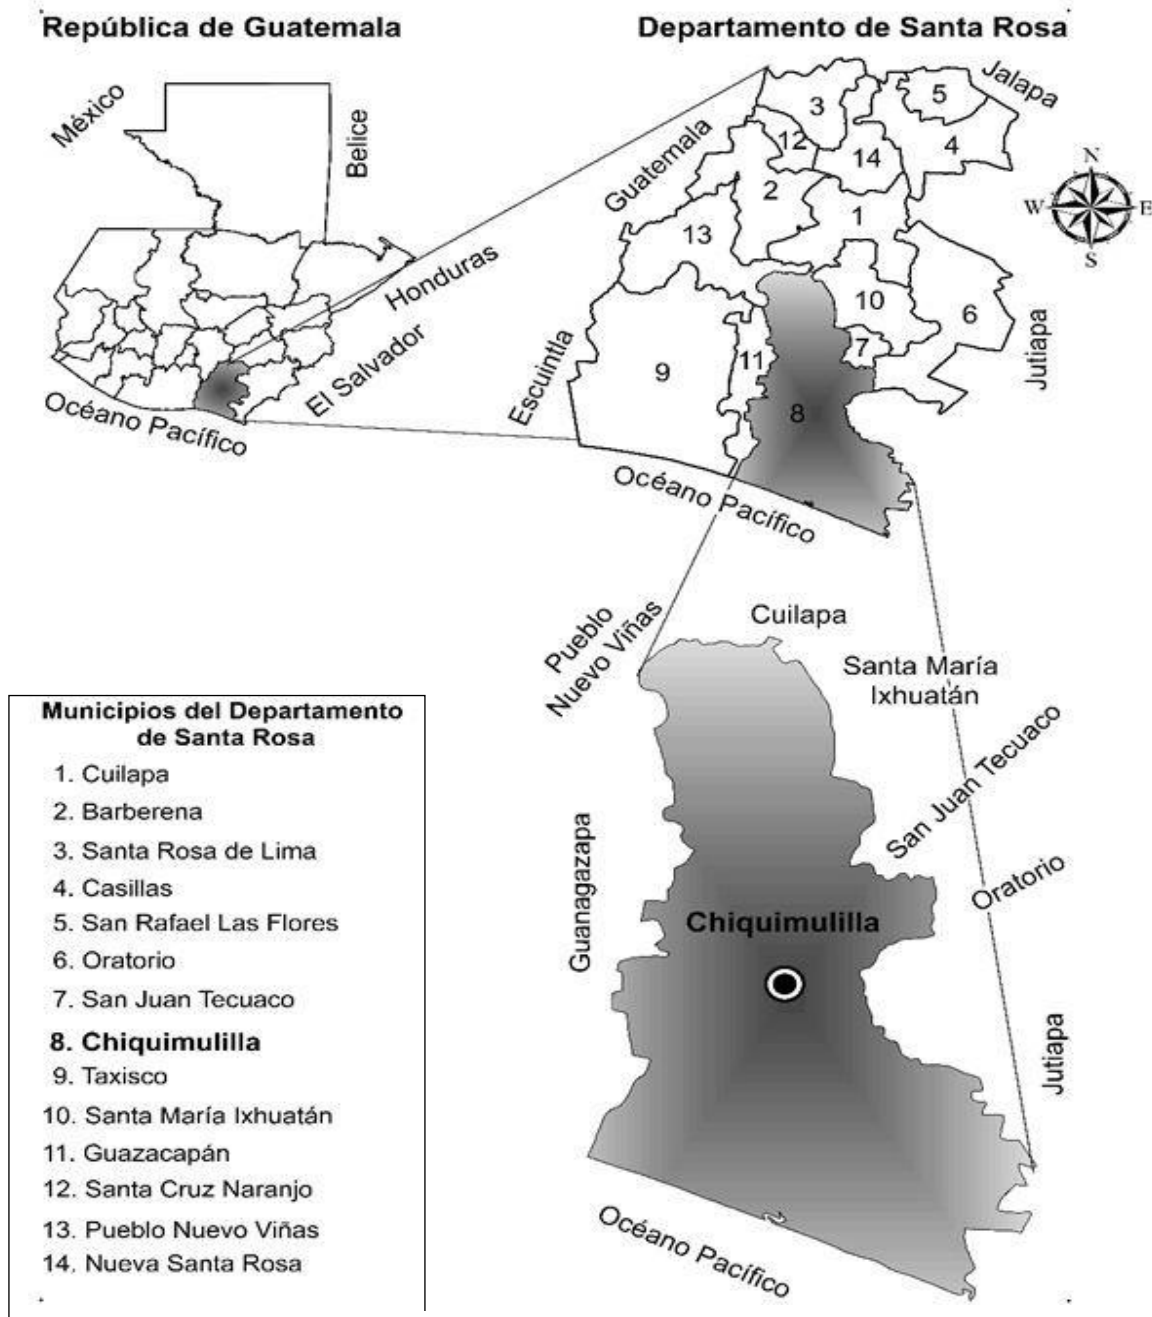 República de Guatemala
Departamento de Santa Rosa
México
Belice
Honduras
El Salvador
Océano Pacífico
Jalapa
Guatemala
Escuintla
Jutiapa
Océano Pacífico
N
W
E
S
3
5
12
14
4
2
1
13
10
6
7
11
9
8
Pueblo
Nuevo Viñas
Cuilapa
Santa María
Ixhuatán
San Juan Tecuaco
Oratorio
Guanagazapa
Chiquimulilla
Jutiapa
Océano Pacífico
Municipios del Departamento
de Santa Rosa
1. Cuilapa
2. Barberena
3. Santa Rosa de Lima
4. Casillas
5. San Rafael Las Flores
6. Oratorio
7. San Juan Tecuaco
8. Chiquimulilla
9. Taxisco
10. Santa María Ixhuatán
11. Guazacapán
12. Santa Cruz Naranjo
13. Pueblo Nuevo Viñas
14. Nueva Santa Rosa